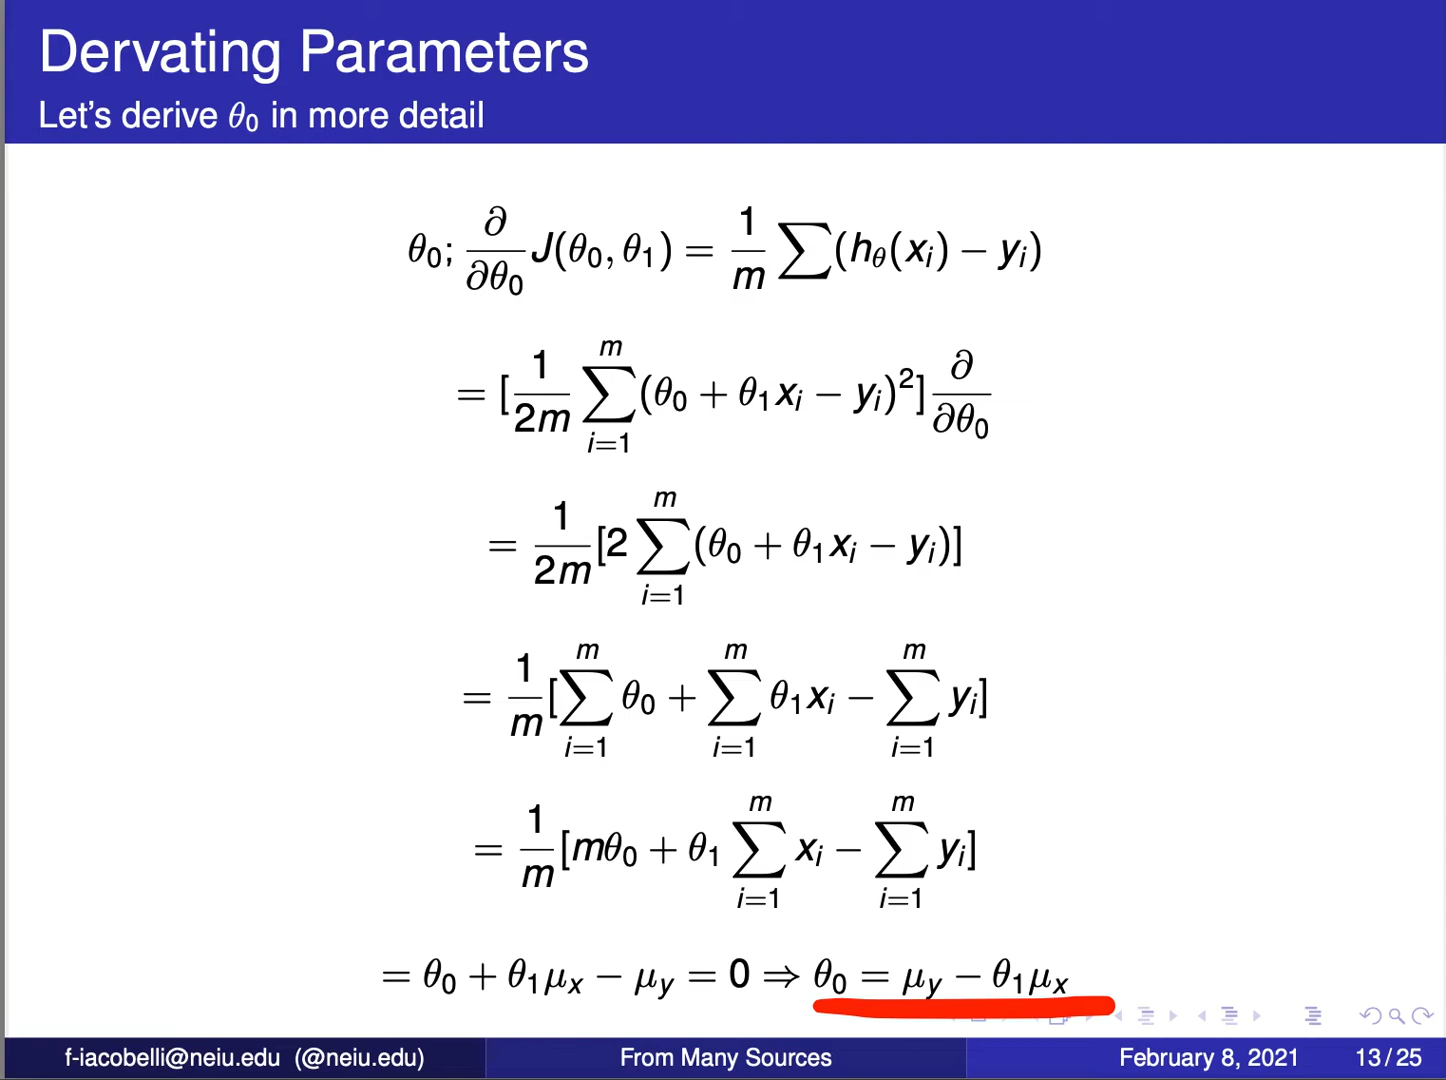 Dervating Parameters
Let's derive θ₀ in more detail
θ₀; ∂/∂θ₀ J(θ₀, θ₁) = 1/m ∑(h_θ(x_i) − y_i)
= [1/2m ∑_{i=1}^{m} (θ₀ + θ₁x_i − y_i)²] ∂/∂θ₀
= 1/2m [2 ∑_{i=1}^{m} (θ₀ + θ₁x_i − y_i)]
= 1/m [∑_{i=1}^{m} θ₀ + ∑_{i=1}^{m} θ₁x_i − ∑_{i=1}^{m} y_i]
= 1/m [mθ₀ + θ₁ ∑_{i=1}^{m} x_i − ∑_{i=1}^{m} y_i]
= θ₀ + θ₁μ_x − μ_y = 0 ⇒ θ₀ = μ_y − θ₁μ_x
f-iacobelli@neiu.edu (@neiu.edu) From Many Sources February 8, 2021 13/25